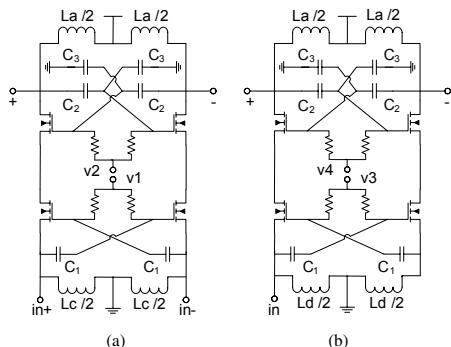 La /2 La /2 La /2 La /2
C3 C3 C3 C3
+ - + -
C2 C2 C2 C2
v2 v1 v4 v3
C1 C1 C1 C1
Lc /2 Lc /2 Ld /2 Ld /2
in+ in- in
(a) (b)